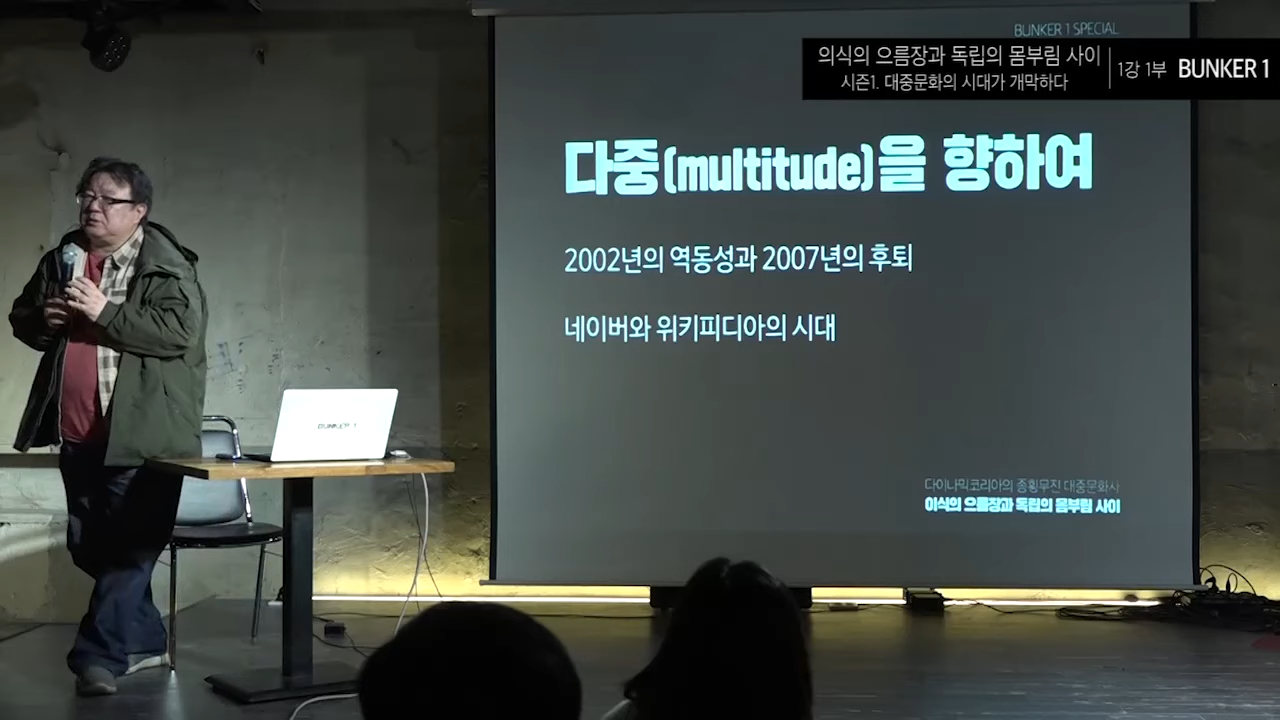 BUNKER 1 SPECIAL
의식의 으름장과 독립의 몸부림 사이
시즌1. 대중문화의 시대가 개막하다
1강 1부
BUNKER 1
다중(multitude)을 향하여
2002년의 역동성과 2007년의 후퇴
네이버와 위키피디아의 시대
BUNKER 1
다이나믹코리아의 종횡무진 대중문화사
이식의 으름장과 독립의 몸부림 사이